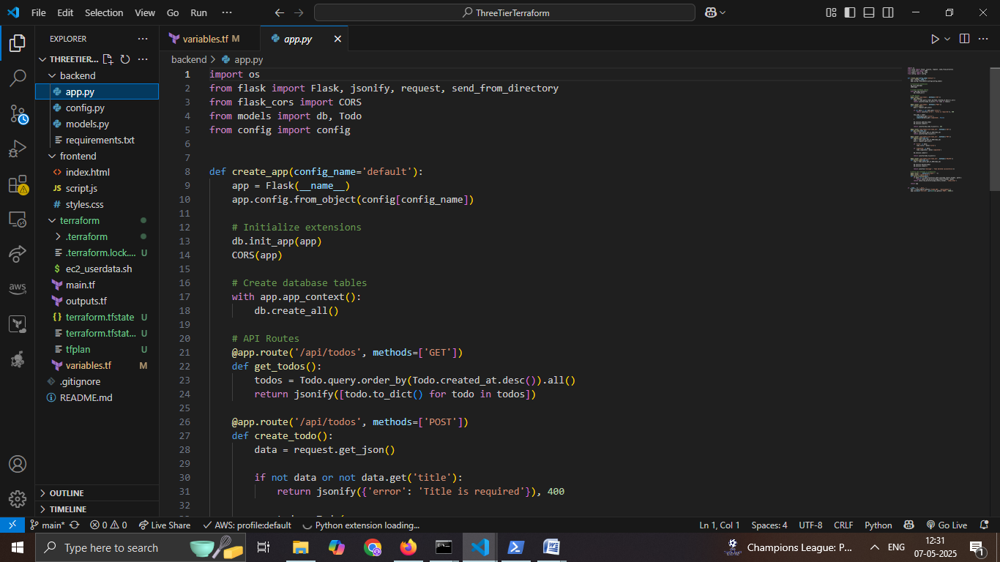 File Edit Selection View Go Run ··· ThreeTierTerraform
EXPLORER ···
THREETIER... ···
backend
app.py
config.py
models.py
requirements.txt
frontend
index.html
JS script.js
# styles.css
terraform
.terraform
.terraform.lock.... U
$ ec2_userdata.sh
main.tf
outputs.tf
{} terraform.tfstate U
terraform.tfstat... U
tfplan U
variables.tf M
.gitignore
README.md
OUTLINE
TIMELINE
aws
variables.tf M app.py
backend > app.py
1 import os
2 from flask import Flask, jsonify, request, send_from_directory
3 from flask_cors import CORS
4 from models import db, Todo
5 from config import config
6
7
8 def create_app(config_name='default'):
9 app = Flask(__name__)
10 app.config.from_object(config[config_name])
11
12 # Initialize extensions
13 db.init_app(app)
14 CORS(app)
15
16 # Create database tables
17 with app.app_context():
18 db.create_all()
19
20 # API Routes
21 @app.route('/api/todos', methods=['GET'])
22 def get_todos():
23 todos = Todo.query.order_by(Todo.created_at.desc()).all()
24 return jsonify([todo.to_dict() for todo in todos])
25
26 @app.route('/api/todos', methods=['POST'])
27 def create_todo():
28 data = request.get_json()
29
30 if not data or not data.get('title'):
31 return jsonify({'error': 'Title is required'}), 400
32
main* 0 0 Live Share AWS: profile:default Python extension loading... Ln 1, Col 1 Spaces: 4 UTF-8 CRLF Python Go Live
Type here to search Champions League: P... ENG 12:31
07-05-2025 1